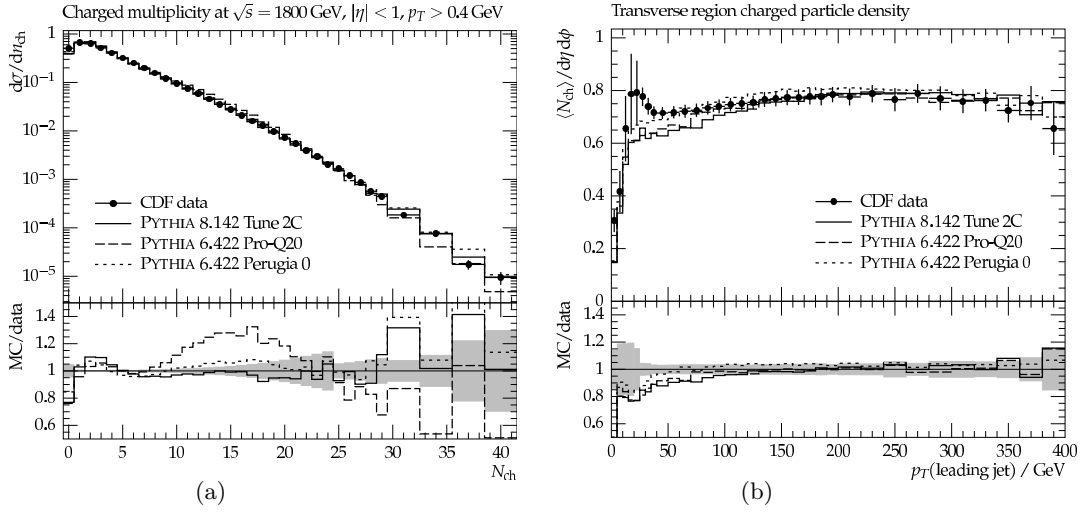 Charged multiplicity at √s = 1800 GeV, |η| < 1, pT > 0.4 GeV
dσ/dηch
1
10−1
10−2
10−3
10−4
10−5
CDF data
PYTHIA 8.142 Tune 2C
PYTHIA 6.422 Pro-Q20
PYTHIA 6.422 Perugia 0
MC/data
1.4
1.2
1
0.8
0.6
0 5 10 15 20 25 30 35 40
Nch
(a)
Transverse region charged particle density
⟨Nch⟩/dη dϕ
1
0.8
0.6
0.4
0.2
0
CDF data
PYTHIA 8.142 Tune 2C
PYTHIA 6.422 Pro-Q20
PYTHIA 6.422 Perugia 0
MC/data
1.4
1.2
1
0.8
0.6
0 50 100 150 200 250 300 350 400
pT(leading jet) / GeV
(b)